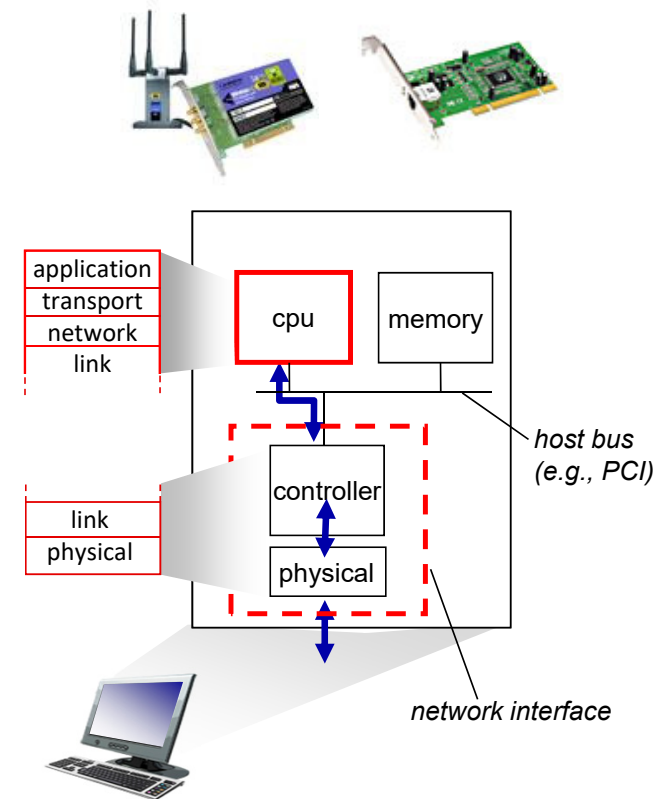 application
transport
network
link
cpu
memory
host bus
(e.g., PCI)
controller
link
physical
physical
network interface